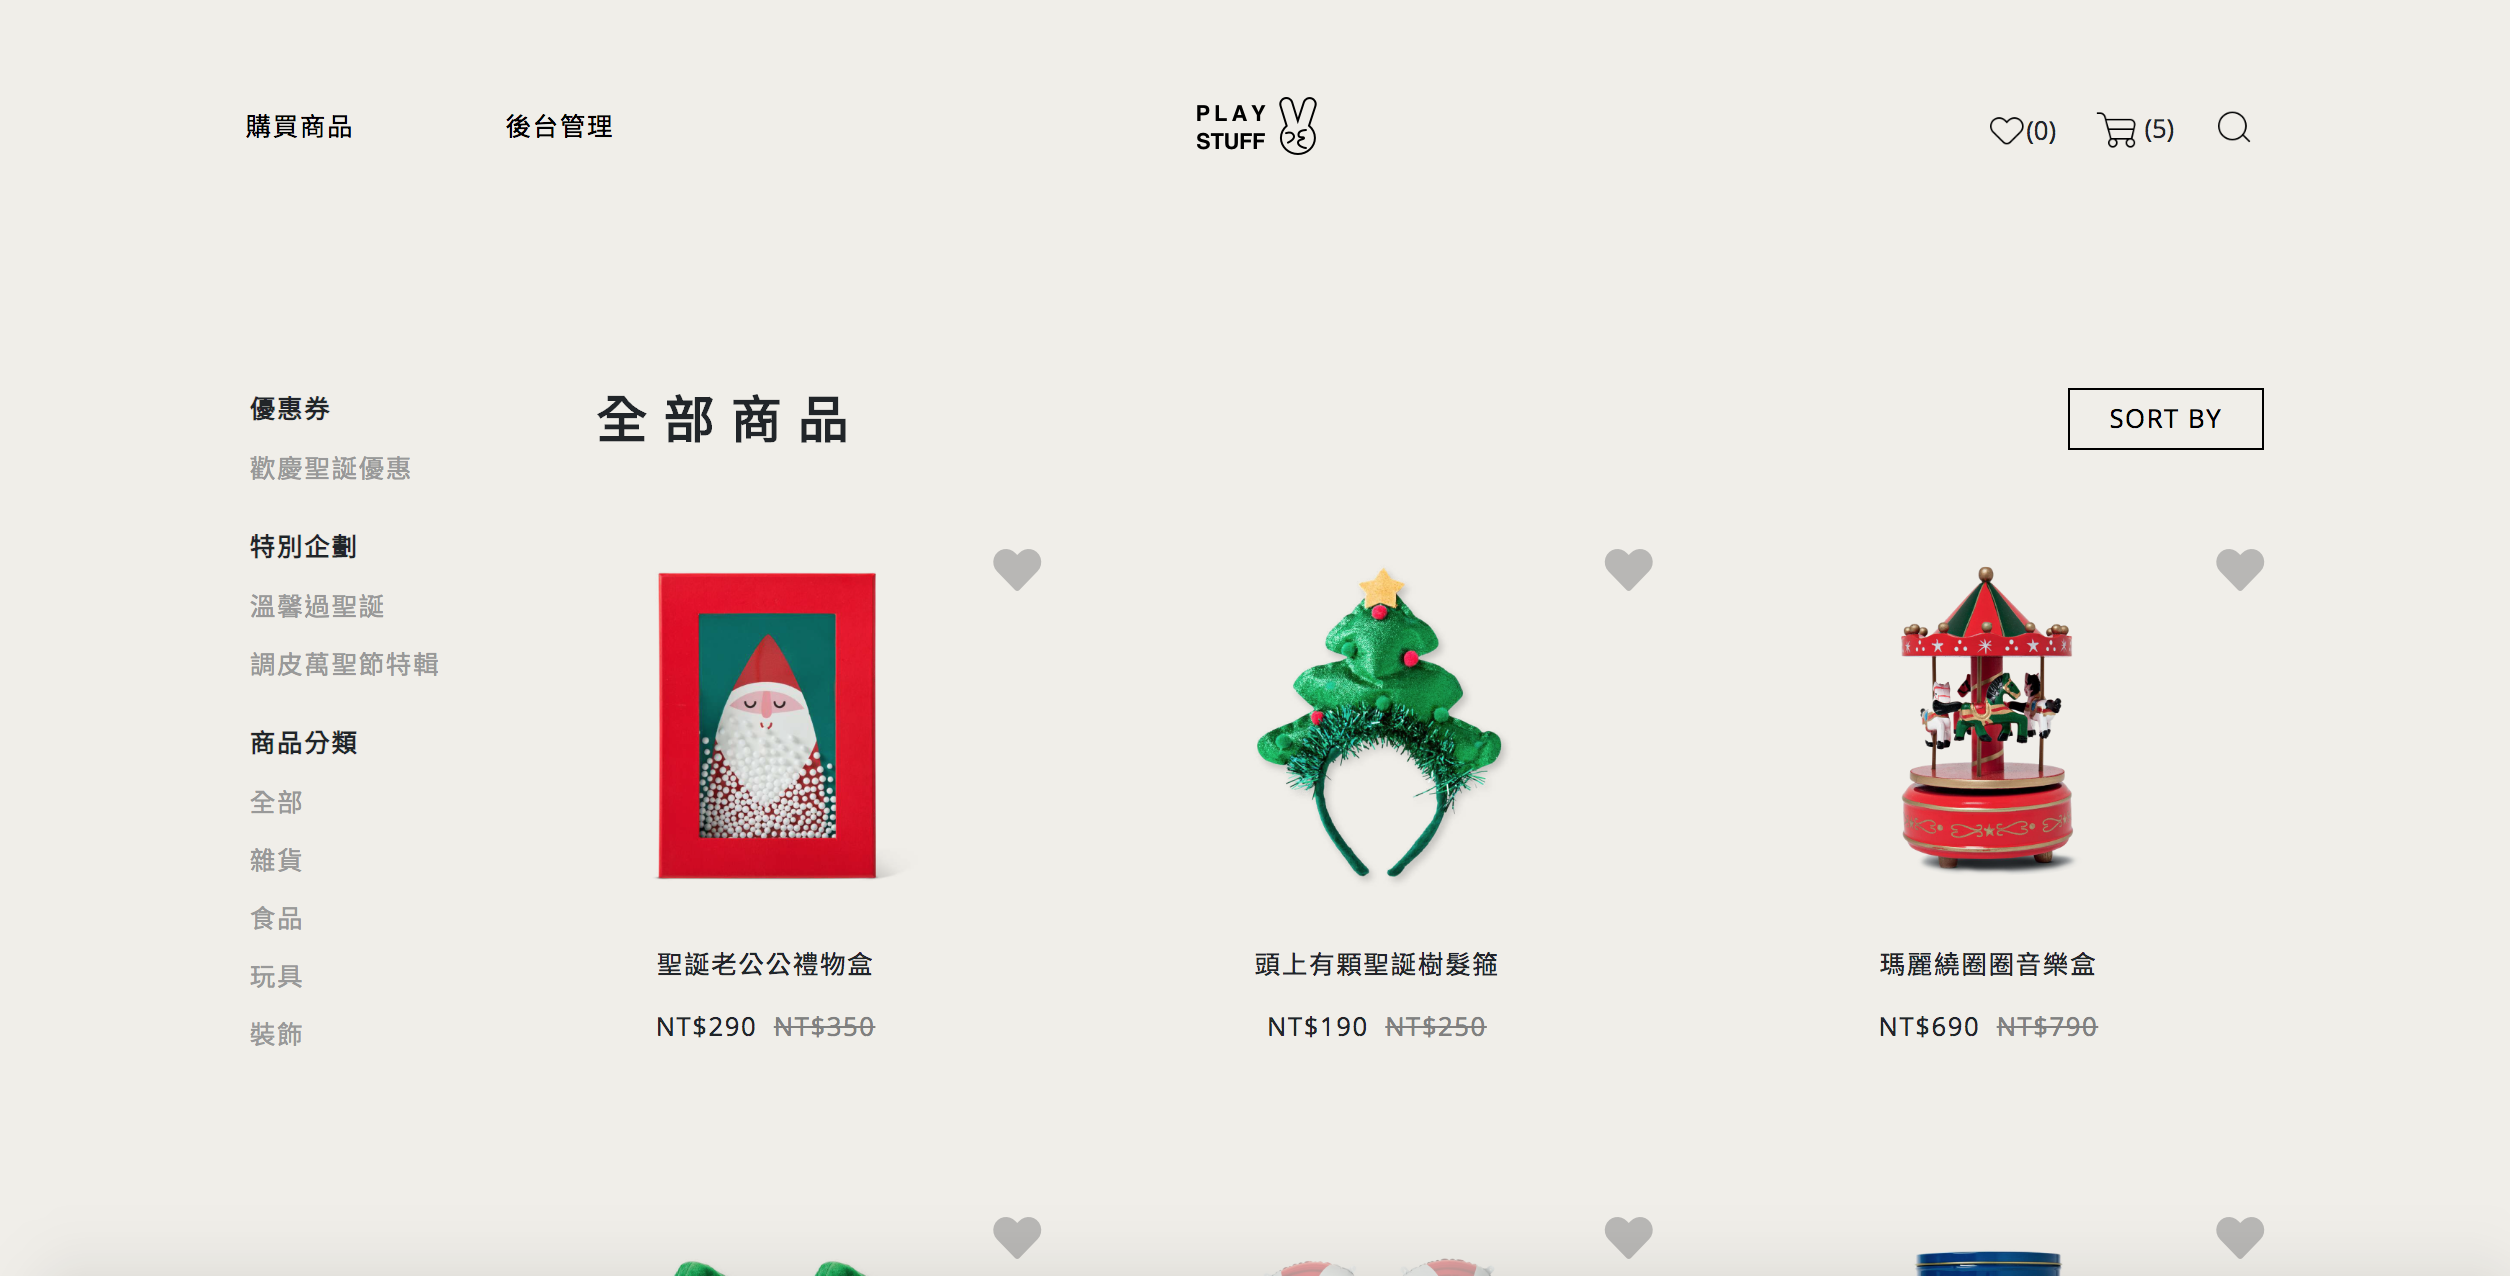 購買商品
後台管理
PLAY
STUFF
(0)
(5)
優惠券
歡慶聖誕優惠
特別企劃
溫馨過聖誕
調皮萬聖節特輯
商品分類
全部
雜貨
食品
玩具
裝飾
全部商品
SORT BY
聖誕老公公禮物盒
NT$290 NT$350
頭上有顆聖誕樹髮箍
NT$190 NT$250
瑪麗繞圈圈音樂盒
NT$690 NT$790